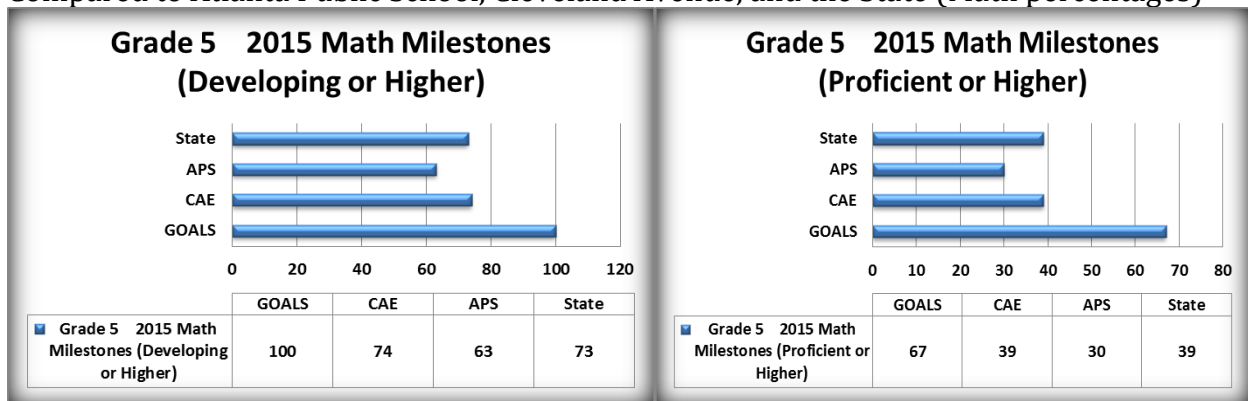 Compared to Atlanta Public School, Cleveland Avenue, and the State (Math percentages)
Grade 5 2015 Math Milestones
(Developing or Higher)
State
APS
CAE
GOALS
0 20 40 60 80 100 120
GOALS CAE APS State
Grade 5 2015 Math
Milestones (Developing
or Higher)
100 74 63 73
Grade 5 2015 Math Milestones
(Proficient or Higher)
State
APS
CAE
GOALS
0 10 20 30 40 50 60 70 80
GOALS CAE APS State
Grade 5 2015 Math
Milestones (Proficient or
Higher)
67 39 30 39